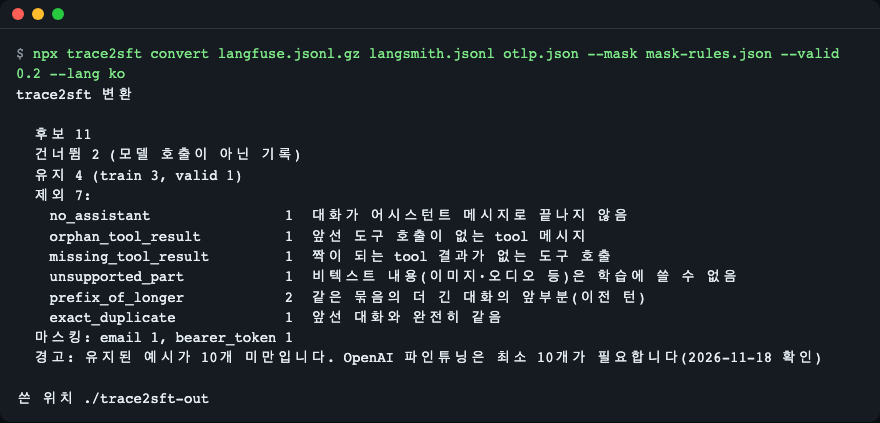 $ npx trace2sft convert langfuse.jsonl.gz langsmith.jsonl otlp.json --mask mask-rules.json --valid
0.2 --lang ko
trace2sft 변환
후보 11
건너뜀 2 (모델 호출이 아닌 기록)
유지 4 (train 3, valid 1)
제외 7:
no_assistant 1 대화가 어시스턴트 메시지로 끝나지 않음
orphan_tool_result 1 앞선 도구 호출이 없는 tool 메시지
missing_tool_result 1 짝이 되는 tool 결과가 없는 도구 호출
unsupported_part 1 비텍스트 내용(이미지·오디오 등)은 학습에 쓸 수 없음
prefix_of_longer 2 같은 묶음의 더 긴 대화의 앞부분(이전 턴)
exact_duplicate 1 앞선 대화와 완전히 같음
마스킹: email 1, bearer_token 1
경고: 유지된 예시가 10개 미만입니다. OpenAI 파인튜닝은 최소 10개가 필요합니다(2026-11-18 확인)
쓴 위치 ./trace2sft-out